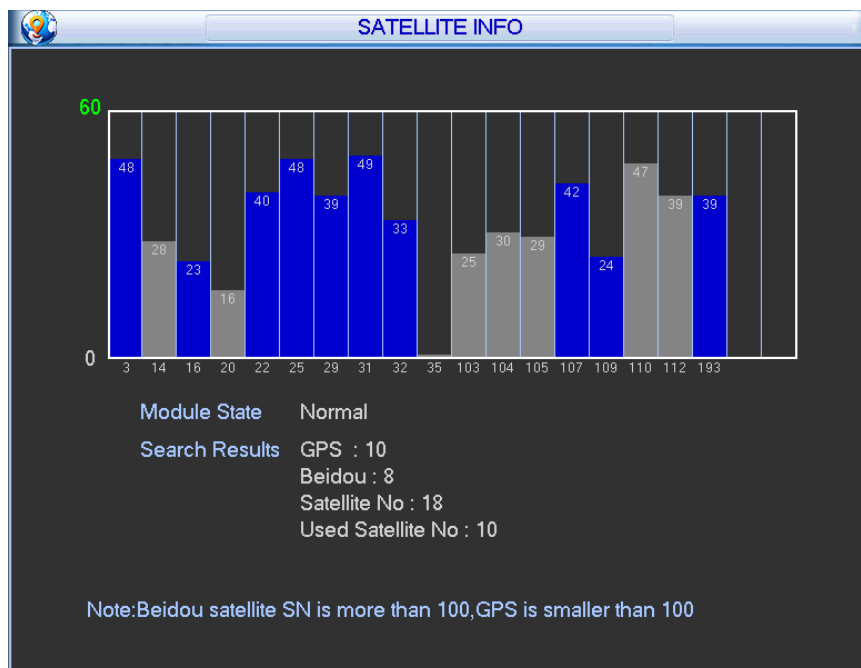 SATELLITE INFO
60
48 28 23 16 40 48 39 49 33 25 30 29 42 24 47 39 39
0
3 14 16 20 22 25 29 31 32 35 103 104 105 107 109 110 112 193
Module State Normal
Search Results GPS : 10
Beidou : 8
Satellite No : 18
Used Satellite No : 10
Note:Beidou satellite SN is more than 100,GPS is smaller than 100